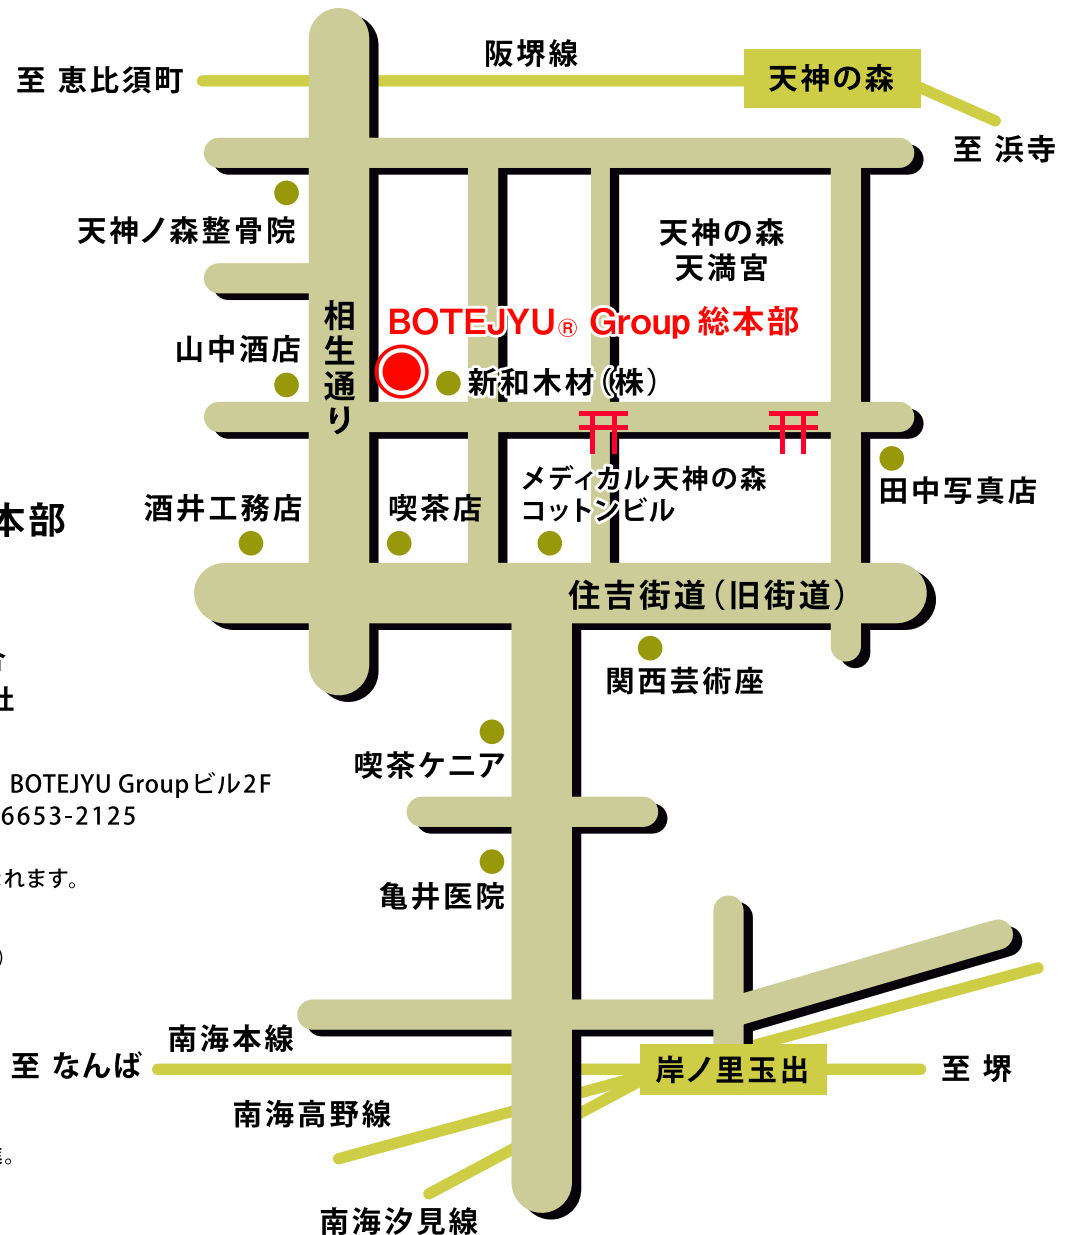 阪堺線
至 恵比須町
天神の森
至 浜寺
天神ノ森整骨院
天神の森
天満宮
相生通り
BOTEJYU® Group 総本部
山中酒店
新和木材(株)
メディカル天神の森
コットンビル
田中写真店
酒井工務店
喫茶店
本部
住吉街道(旧街道)
関西芸術座
社
喫茶ケニア
BOTEJYU Groupビル2F
6653-2125
れます。
亀井医院
)
南海本線
至 なんば
岸ノ里玉出
至 堺
南海高野線
南海汐見線